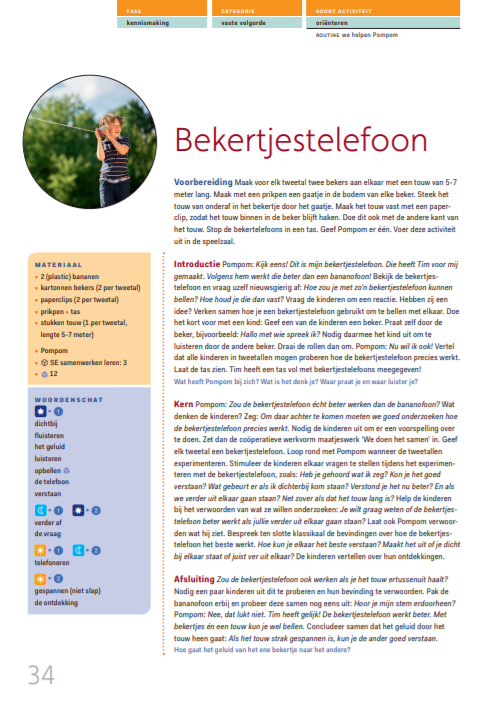 FASE
kennismaking
CATEGORIE
vaste volgorde
SOORT ACTIVITEIT
oriënteren
ROUTINE we helpen Pompom
Bekertjestelefoon
Voorbereiding Maak voor elk tweetal twee bekers aan elkaar met een touw van 5-7
meter lang. Maak met een prikpen een gaatje in de bodem van elke beker. Steek het
touw van onderaf in het bekertje door het gaatje. Maak het touw vast met een paper-
clip, zodat het touw binnen in de beker blijft haken. Doe dit ook met de andere kant van
het touw. Stop de bekertelefoons in een tas. Geef Pompom er één. Voer deze activiteit
uit in de speelzaal.
MATERIAAL
2 (plastic) bananen
kartonnen bekers (2 per tweetal)
paperclips (2 per tweetal)
prikpen • tas
stukken touw (1 per tweetal,
lengte 5-7 meter)
Pompom
SE samenwerken leren: 3
12
WOORDENSCHAT
1
dichtbij
fluisteren
het geluid
luisteren
opbellen
de telefoon
verstaan
1 2
verder af
de vraag
1 2
telefoneren
2
gespannen (niet slap)
de ontdekking
Introductie Pompom: Kijk eens! Dit is mijn bekertjestelefoon. Die heeft Tim voor mij
gemaakt. Volgens hem werkt die beter dan een bananofoon! Bekijk de bekertjes-
telefoon en vraag uzelf nieuwsgierig af: Hoe zou je met zo'n bekertelefoon kunnen
bellen? Hoe houd je die dan vast? Vraag de kinderen om een reactie. Hebben zij een
idee? Verken samen hoe je een bekertelefoon gebruikt om te bellen met elkaar. Doe
het kort voor met een kind: Geef een van de kinderen een beker. Praat zelf door de
beker, bijvoorbeeld: Hallo met wie spreek ik? Nodig daarmee het kind uit om te
luisteren door de andere beker. Draai de rollen dan om. Pompom: Nu wil ik ook! Vertel
dat alle kinderen in tweetallen mogen proberen hoe de bekertjestelefoon precies werkt.
Laat de tas zien. Tim heeft een tas vol met bekertelefoons meegegeven!
Wat heeft Pompom bij zich? Wat is het denk je? Waar praat je en waar luistor je?
Kern Pompom: Zou de bekertelefoon écht beter werken dan de bananofoon? Wat
denken de kinderen? Zeg: Om daar achter te komen moeten we goed onderzoeken hoe
de bekertjestelefoon precies werkt. Nodig de kinderen uit om er een voorspelling over
te doen. Zet dan de coöperatieve werkvorm maatjeswerk 'We doen het samen' in. Geef
elk tweetal een bekertelefoon. Loop rond met Pompom wanneer de tweetallen
experimenteren. Stimuleer de kinderen elkaar vragen te stellen tijdens het experimen-
teren met de bekertjestelefoon, zoals: Heb je gehoord wat ik zeg? Kon je het goed
verstaan? Wat gebeurt er als ik dichterbij kom staan? Verstond je het nu beter? En als
we verder uit elkaar gaan staan? Net zover als dat het touw lang is? Help de kinderen
bij het verwoorden van wat ze willen onderzoeken: Je wilt graag weten of de bekertjes-
telefoon beter werkt als jullie verder uit elkaar gaan staan? Laat ook Pompom verwoor-
den wat hij ziet. Bespreek ten slotte klassikaal de bevindingen over hoe de bekertjes-
telefoon het beste werkt. Hoe kun je elkaar het beste verstaan? Maakt het uit of je dicht
bij elkaar staat of juist ver uit elkaar? De kinderen vertellen over hun ontdekkingen.
Afsluiting Zou de bekertjestelefoon ook werken als je het touw ertussenuit haalt?
Nodig een paar kinderen uit dit te proberen en hun bevinding te verwoorden. Pak de
bananofoon erbij en probeer deze samen nog eens uit: Hoor je mijn stem erdoorheen?
Pompom: Nee, dat lukt niet. Tim heeft gelijk! De bekertjestelefoon werkt beter. Met
bekertjes én een touw kun je wel bellen. Concludeer samen dat het geluid door het
touw heen gaat: Als het touw strak gespannen is, kun je de ander goed verstaan.
Hoe gaat het geluid van het ene bekertje naar het andere?
34